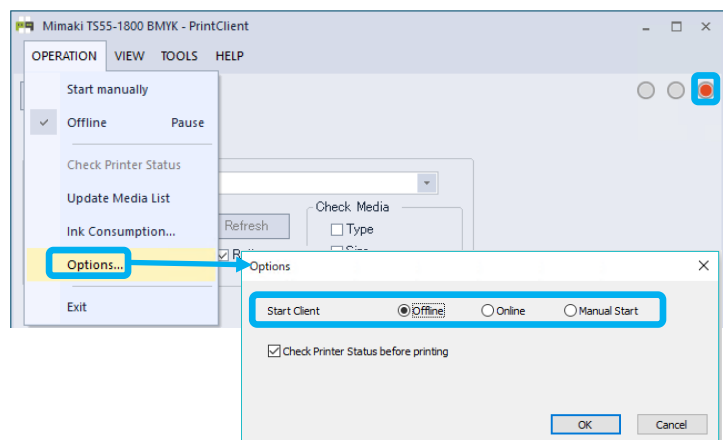 Mimaki TS55-1800 BMYK - PrintClient
OPERATION VIEW TOOLS HELP
Start manually
Offline Pause
Check Printer Status
Update Media List
Ink Consumption...
Options...
Exit
Check Media
Refresh
Type
Options
Start Client Offline Online Manual Start
Check Printer Status before printing
OK Cancel